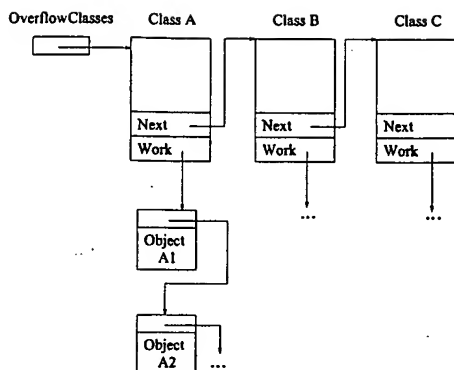 OverflowClasses
Class A
Class B
Class C
Next
Next
Next
Work
Work
Work
...
...
Object
A1
Object
A2
...